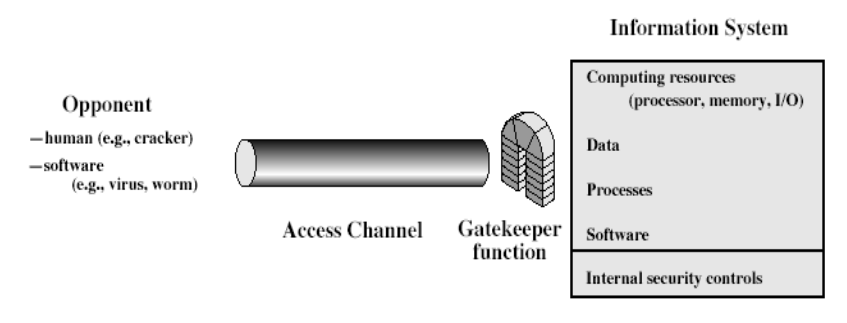 Information System
Computing resources
(processor, memory, I/O)
Data
Processes
Software
Internal security controls
Opponent
—human (e.g., cracker)
—software
(e.g., virus, worm)
Access Channel
Gatekeeper
function